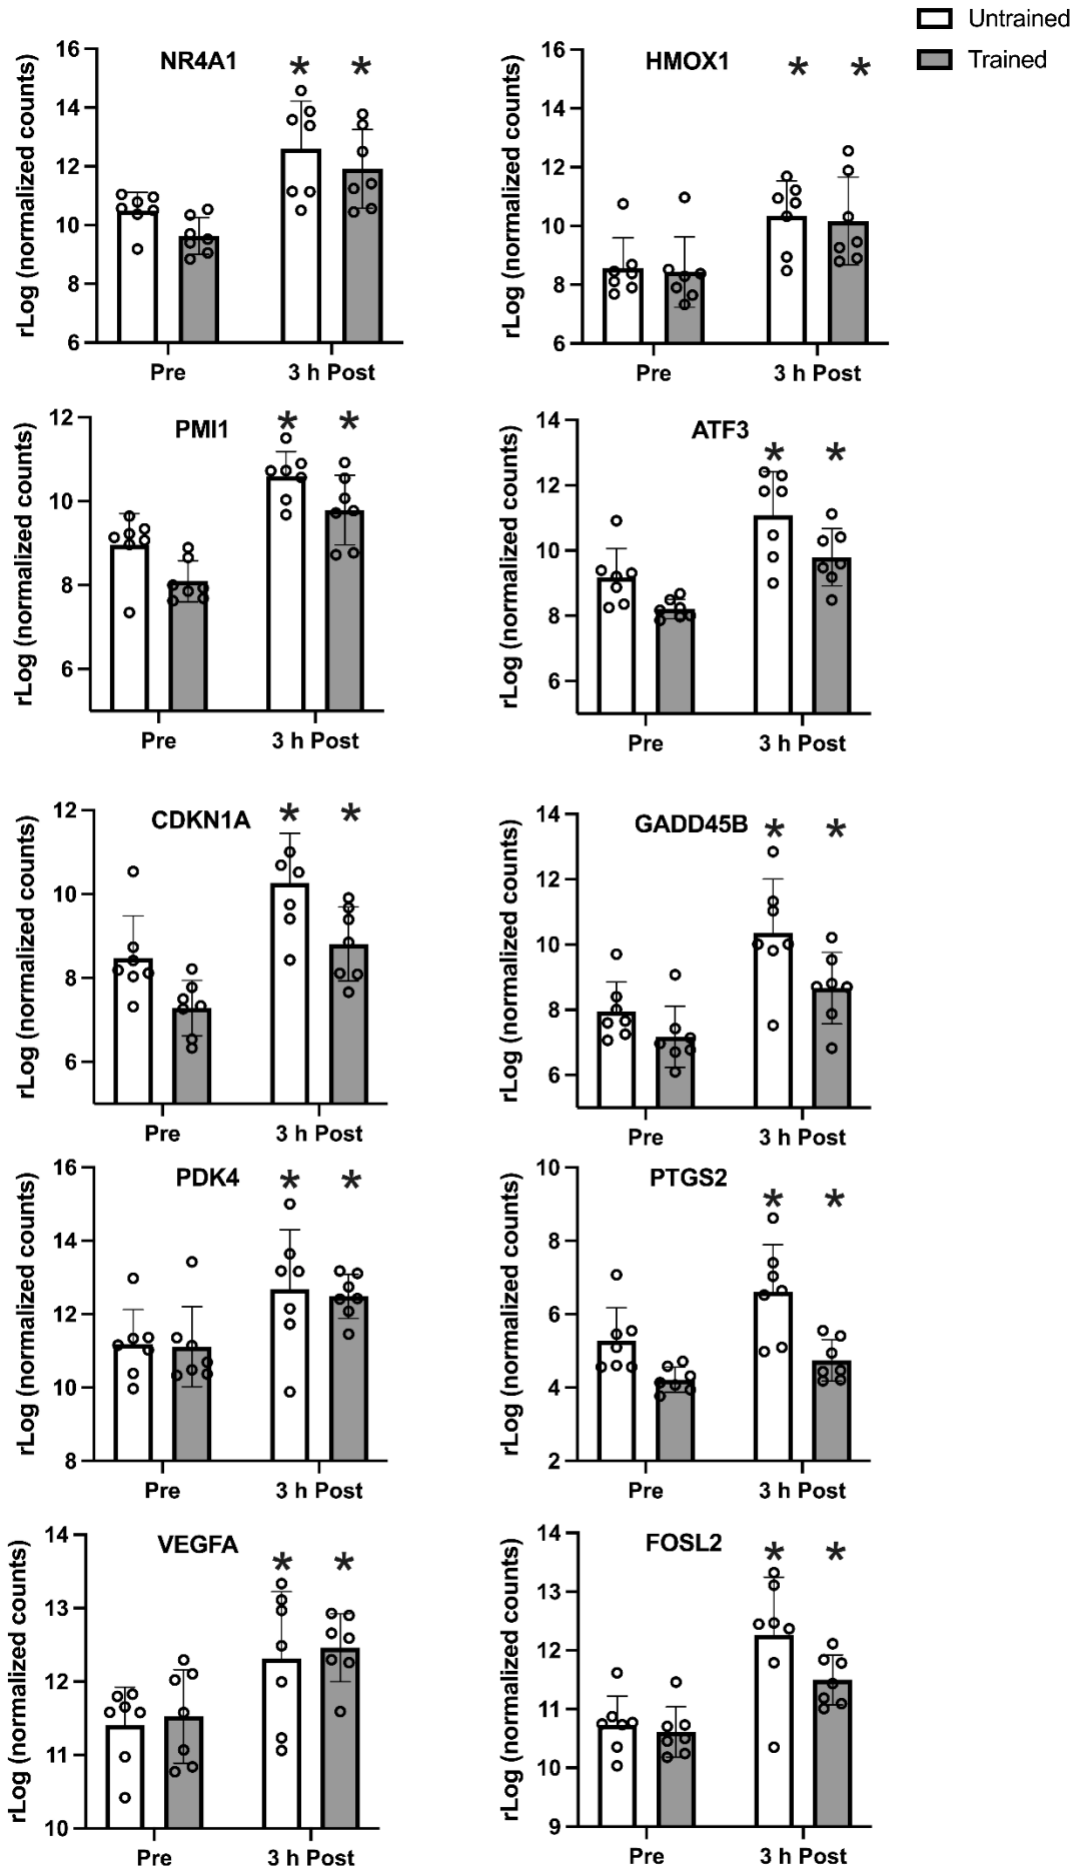 Untrained
Trained
NR4A1
rLog (normalized counts)
16
14
12
10
8
6
* *
Pre
3 h Post
HMOX1
rLog (normalized counts)
16
14
12
10
8
6
* *
Pre
3 h Post
PMI1
rLog (normalized counts)
12
10
8
6
* *
Pre
3 h Post
ATF3
rLog (normalized counts)
14
12
10
8
6
* *
Pre
3 h Post
CDKN1A
rLog (normalized counts)
12
10
8
6
* *
Pre
3 h Post
GADD45B
rLog (normalized counts)
14
12
10
8
6
* *
Pre
3 h Post
PDK4
rLog (normalized counts)
16
14
12
10
8
* *
Pre
3 h Post
PTGS2
rLog (normalized counts)
10
8
6
4
2
* *
Pre
3 h Post
VEGFA
rLog (normalized counts)
14
13
12
11
10
* *
Pre
3 h Post
FOSL2
rLog (normalized counts)
14
13
12
11
10
9
* *
Pre
3 h Post